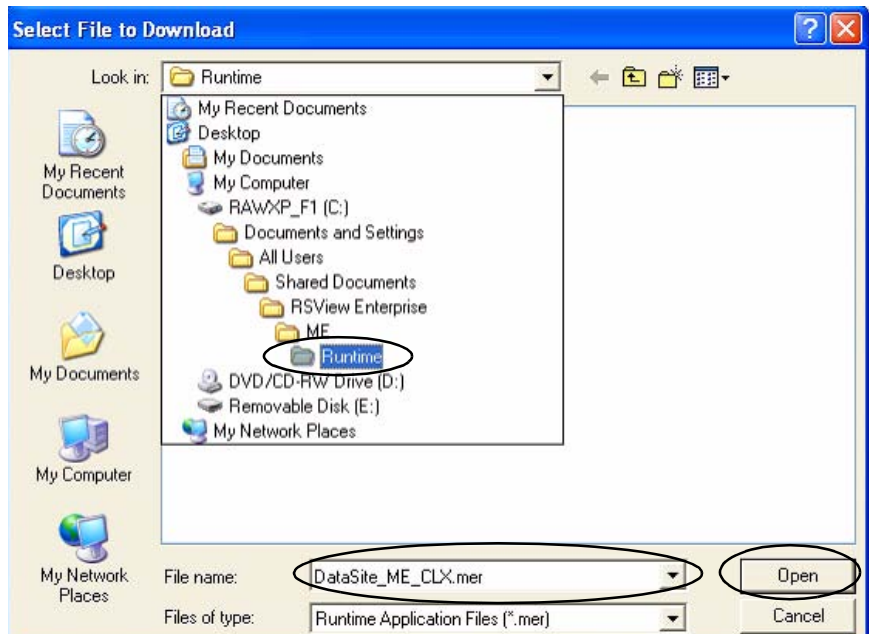 Select File to Download
Look in:
Runtime
My Recent Documents
Desktop
My Documents
My Computer
RAWXP_F1 (C:)
Documents and Settings
All Users
Shared Documents
RSView Enterprise
ME
Runtime
DVD/CD-RW Drive (D:)
Removable Disk (E:)
My Network Places
My Recent
Documents
Desktop
My Documents
My Computer
My Network
Places
File name:
DataSite_ME_CLX.mer
Open
Files of type:
Runtime Application Files (*.mer)
Cancel